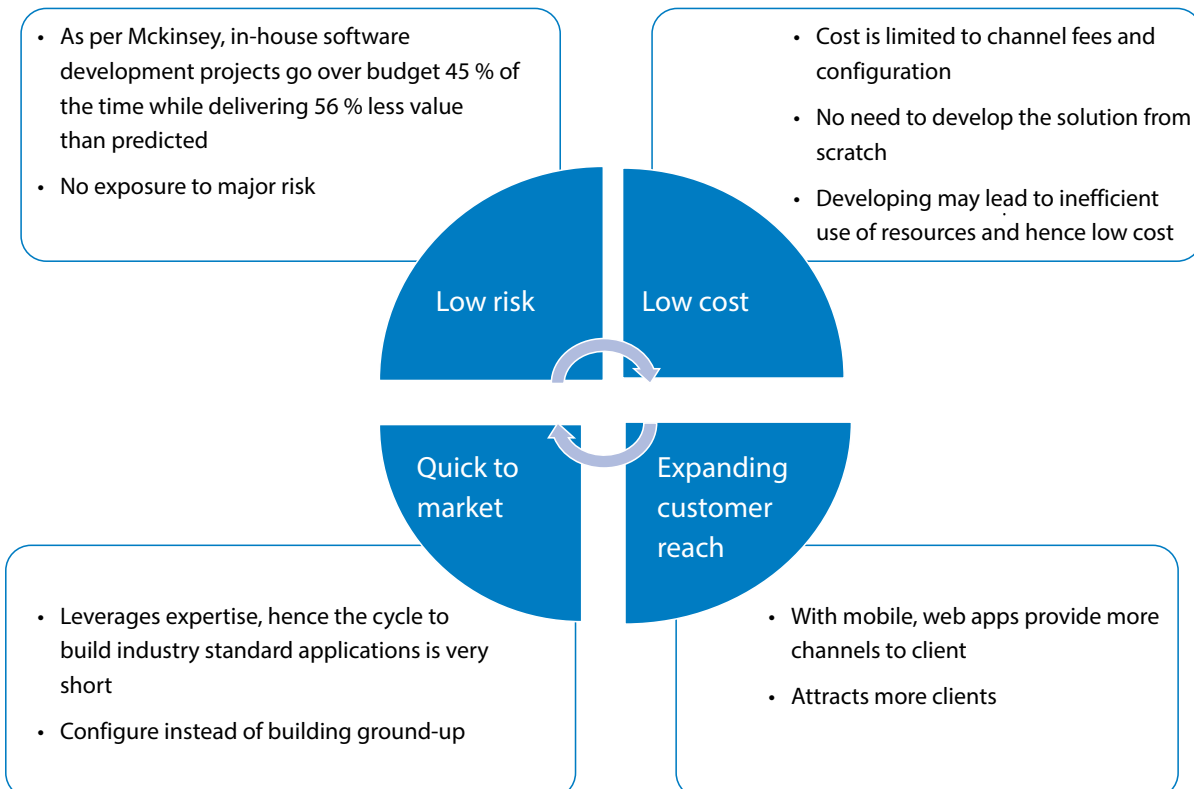 • As per Mckinsey, in-house software
development projects go over budget 45 % of
the time while delivering 56 % less value
than predicted
• No exposure to major risk
• Cost is limited to channel fees and
configuration
• No need to develop the solution from
scratch
• Developing may lead to inefficient
use of resources and hence low cost
Low risk
Low cost
Quick to
market
Expanding
customer
reach
• Leverages expertise, hence the cycle to
build industry standard applications is very
short
• Configure instead of building ground-up
• With mobile, web apps provide more
channels to client
• Attracts more clients